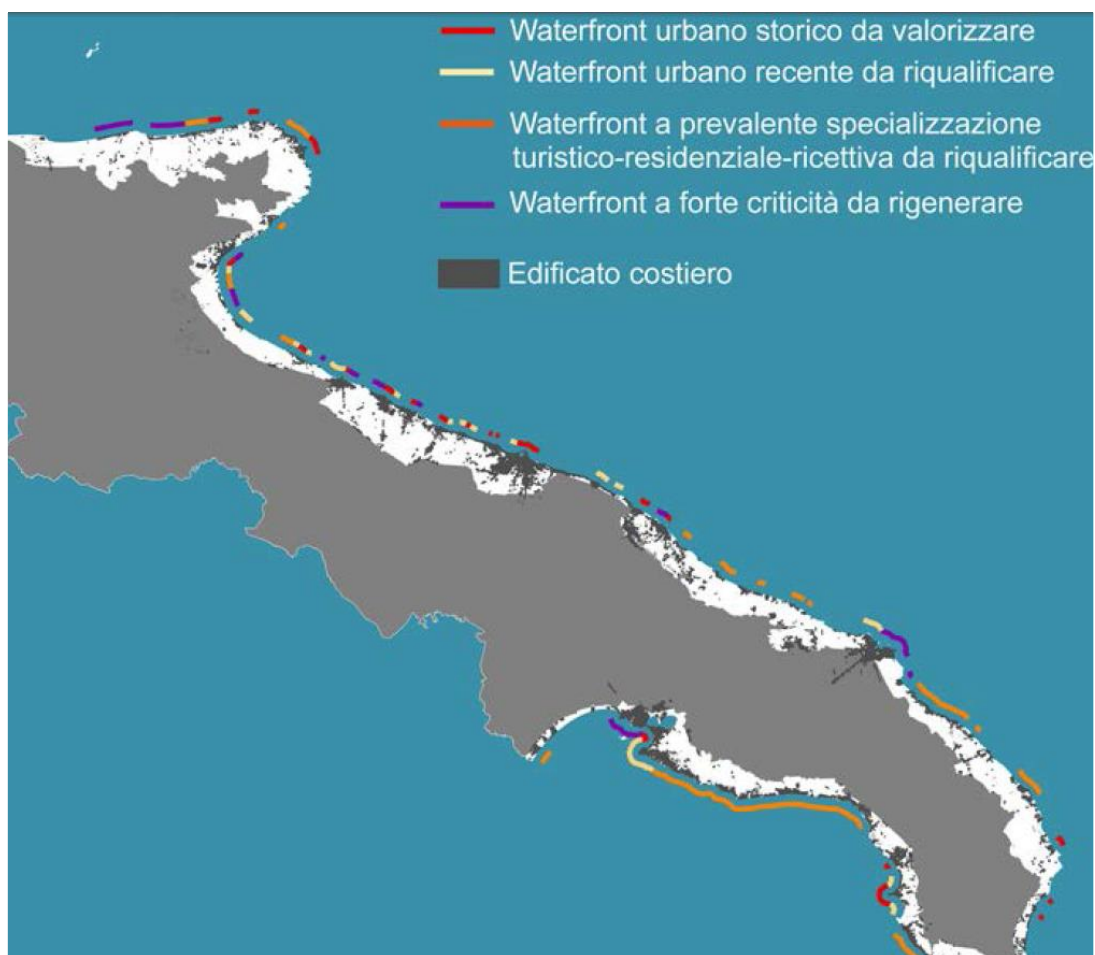 Waterfront urbano storico da valorizzare
Waterfront urbano recente da riqualificare
Waterfront a prevalente specializzazione
turistico-residenziale-ricettiva da riqualificare
Waterfront a forte criticità da rigenerare
Edificato costiero